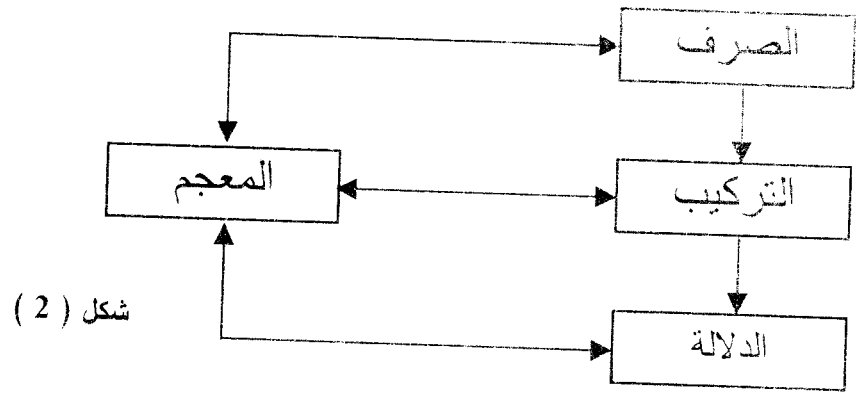 الصرف
المعجم
التركيب
شكل ( 2 )
الدلالة